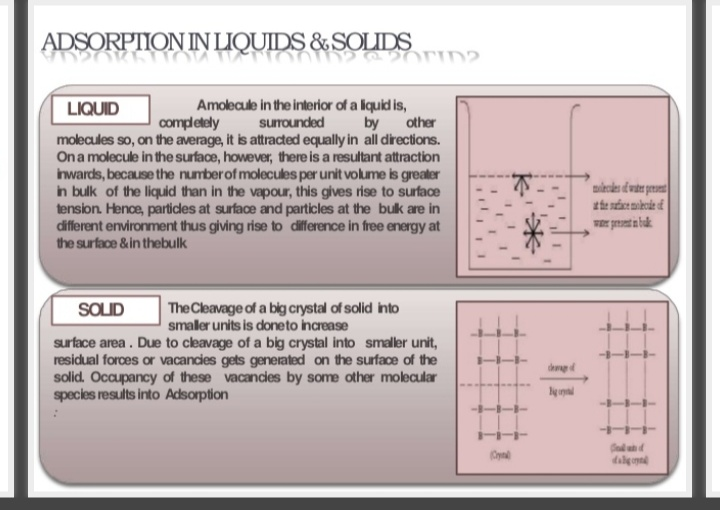 ADSORPTION IN LIQUIDS & SOLIDS
LIQUID
A molecule in the interior of a liquid is,
completely surrounded by other
molecules so, on the average, it is attracted equally in all directions.
On a molecule in the surface, however, there is a resultant attraction
inwards, because the number of molecules per unit volume is greater
in bulk of the liquid than in the vapour, this gives rise to surface
tension. Hence, particles at surface and particles at the bulk are in
different environment thus giving rise to difference in free energy at
the surface & in thebulk
molecules of water present
at the surface molecule of
water present in bulk
SOLID
The Cleavage of a big crystal of solid into
smaller units is done to increase
surface area . Due to cleavage of a big crystal into smaller unit,
residual forces or vacancies gets generated on the surface of the
solid. Occupancy of these vacancies by some other molecular
species results into Adsorption
:
cleavage of
big crystal
(Crystal)
(Small units of
of a big crystal)